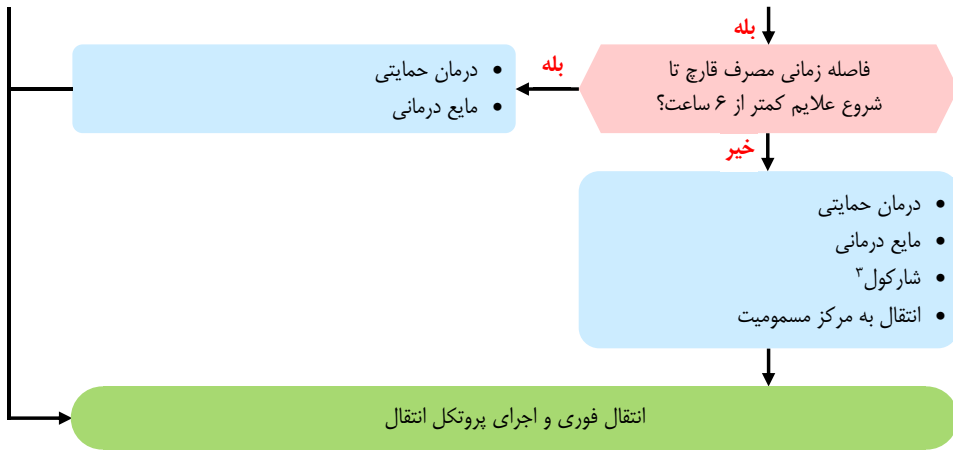 بله
فاصله زمانی مصرف قارچ تا
شروع علایم کمتر از ۶ ساعت؟
بله
• درمان حمایتی
• مایع درمانی
خیر
• درمان حمایتی
• مایع درمانی
• شارکول۳
• انتقال به مرکز مسمومیت
انتقال فوری و اجرای پروتکل انتقال